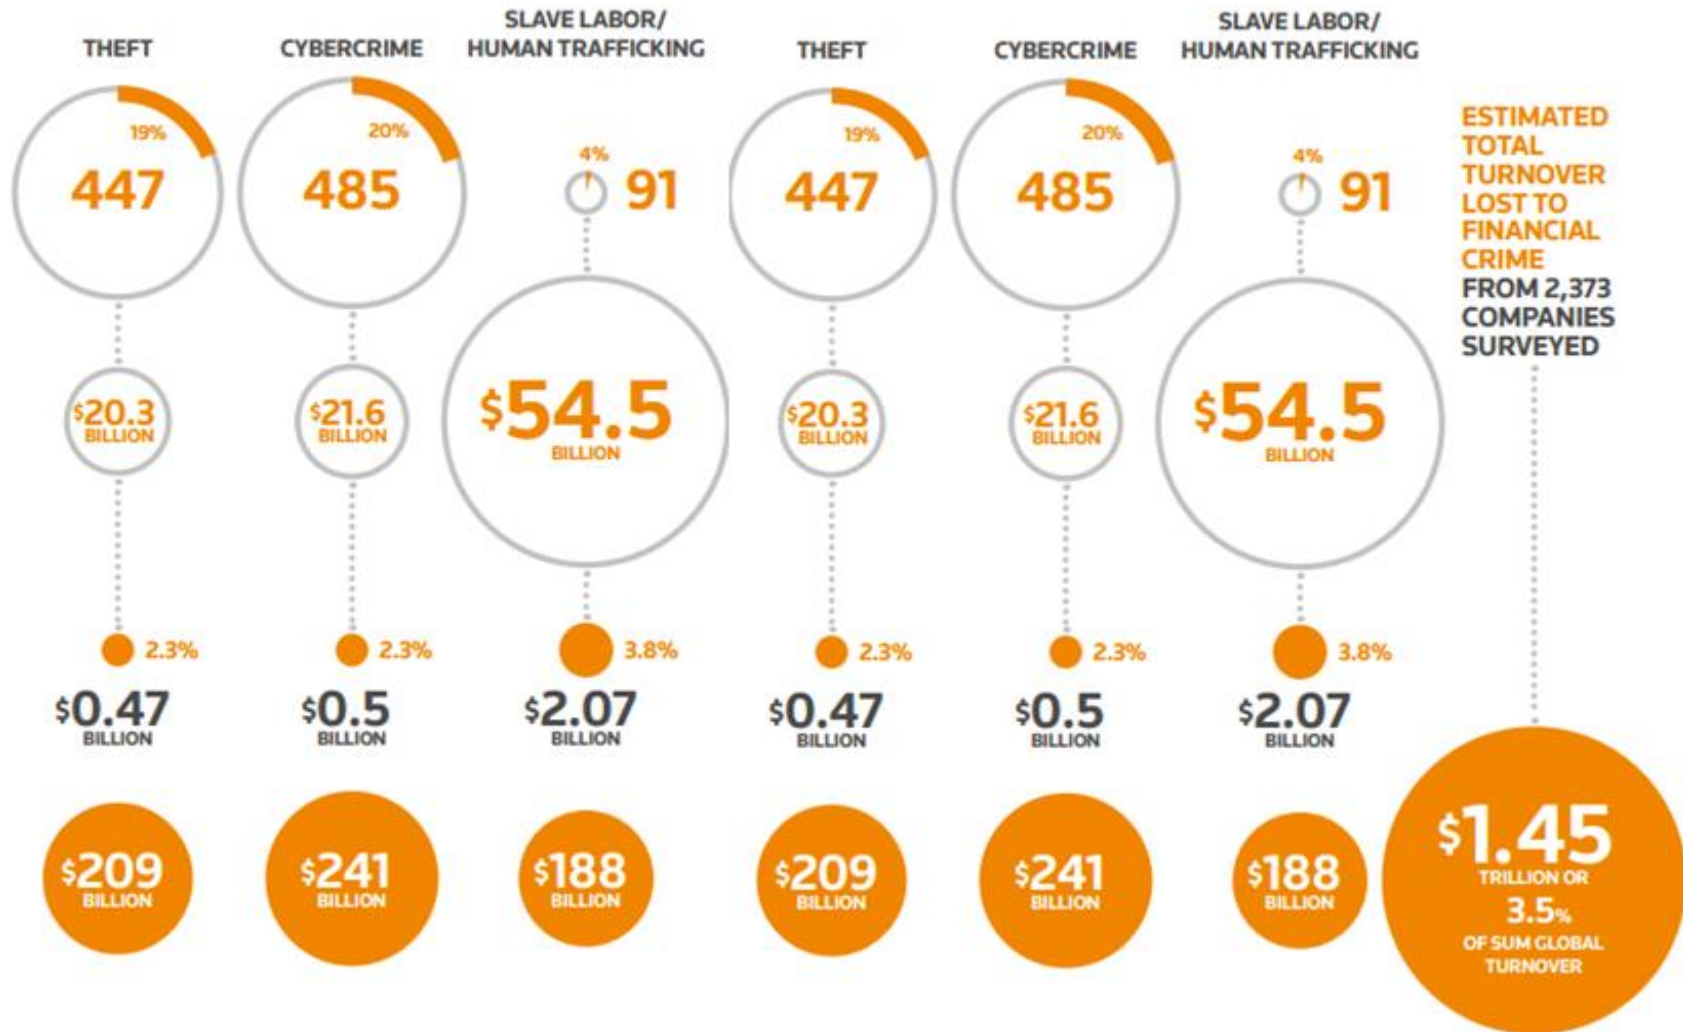 THEFT
CYBERCRIME
SLAVE LABOR/
HUMAN TRAFFICKING
THEFT
CYBERCRIME
SLAVE LABOR/
HUMAN TRAFFICKING
19%
447
20%
485
4%
91
19%
447
20%
485
4%
91
ESTIMATED
TOTAL
TURNOVER
LOST TO
FINANCIAL
CRIME
FROM 2,373
COMPANIES
SURVEYED
$20.3
BILLION
$21.6
BILLION
$54.5
BILLION
$20.3
BILLION
$21.6
BILLION
$54.5
BILLION
2.3%
2.3%
3.8%
2.3%
2.3%
3.8%
$0.47
BILLION
$0.5
BILLION
$2.07
BILLION
$0.47
BILLION
$0.5
BILLION
$2.07
BILLION
$209
BILLION
$241
BILLION
$188
BILLION
$209
BILLION
$241
BILLION
$188
BILLION
$1.45
TRILLION OR
3.5%
OF SUM GLOBAL
TURNOVER